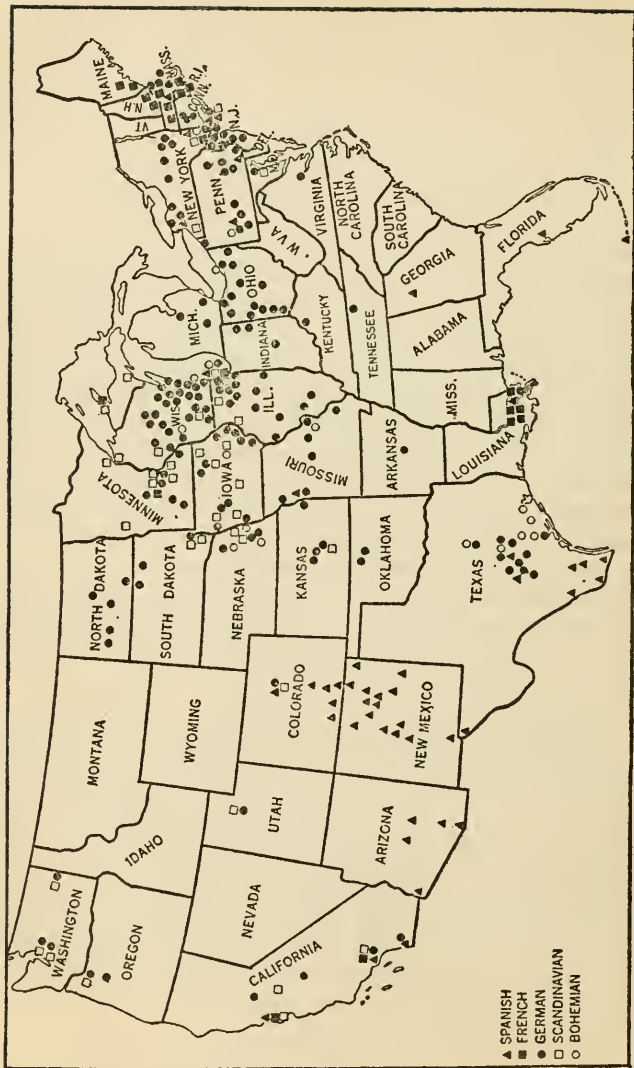 WASHINGTON
OREGON
CALIFORNIA
NEVADA
IDAHO
MONTANA
WYOMING
UTAH
ARIZONA
COLORADO
NEW MEXICO
NORTH DAKOTA
SOUTH DAKOTA
NEBRASKA
KANSAS
OKLAHOMA
TEXAS
MINNESOTA
IOWA
MISSOURI
ARKANSAS
LOUISIANA
WIS.
ILL.
MICH.
INDIANA
OHIO
KENTUCKY
TENNESSEE
MISS.
ALABAMA
GEORGIA
FLORIDA
SOUTH
CAROLINA
NORTH
CAROLINA
VIRGINIA
W VA
PENN
NEW YORK
VT
N.H
MAINE
MASS.
R.I.
CONN.
N.J.
DEL.
MD.
▲ SPANISH
■ FRENCH
● GERMAN
□ SCANDINAVIAN
○ BOHEMIAN